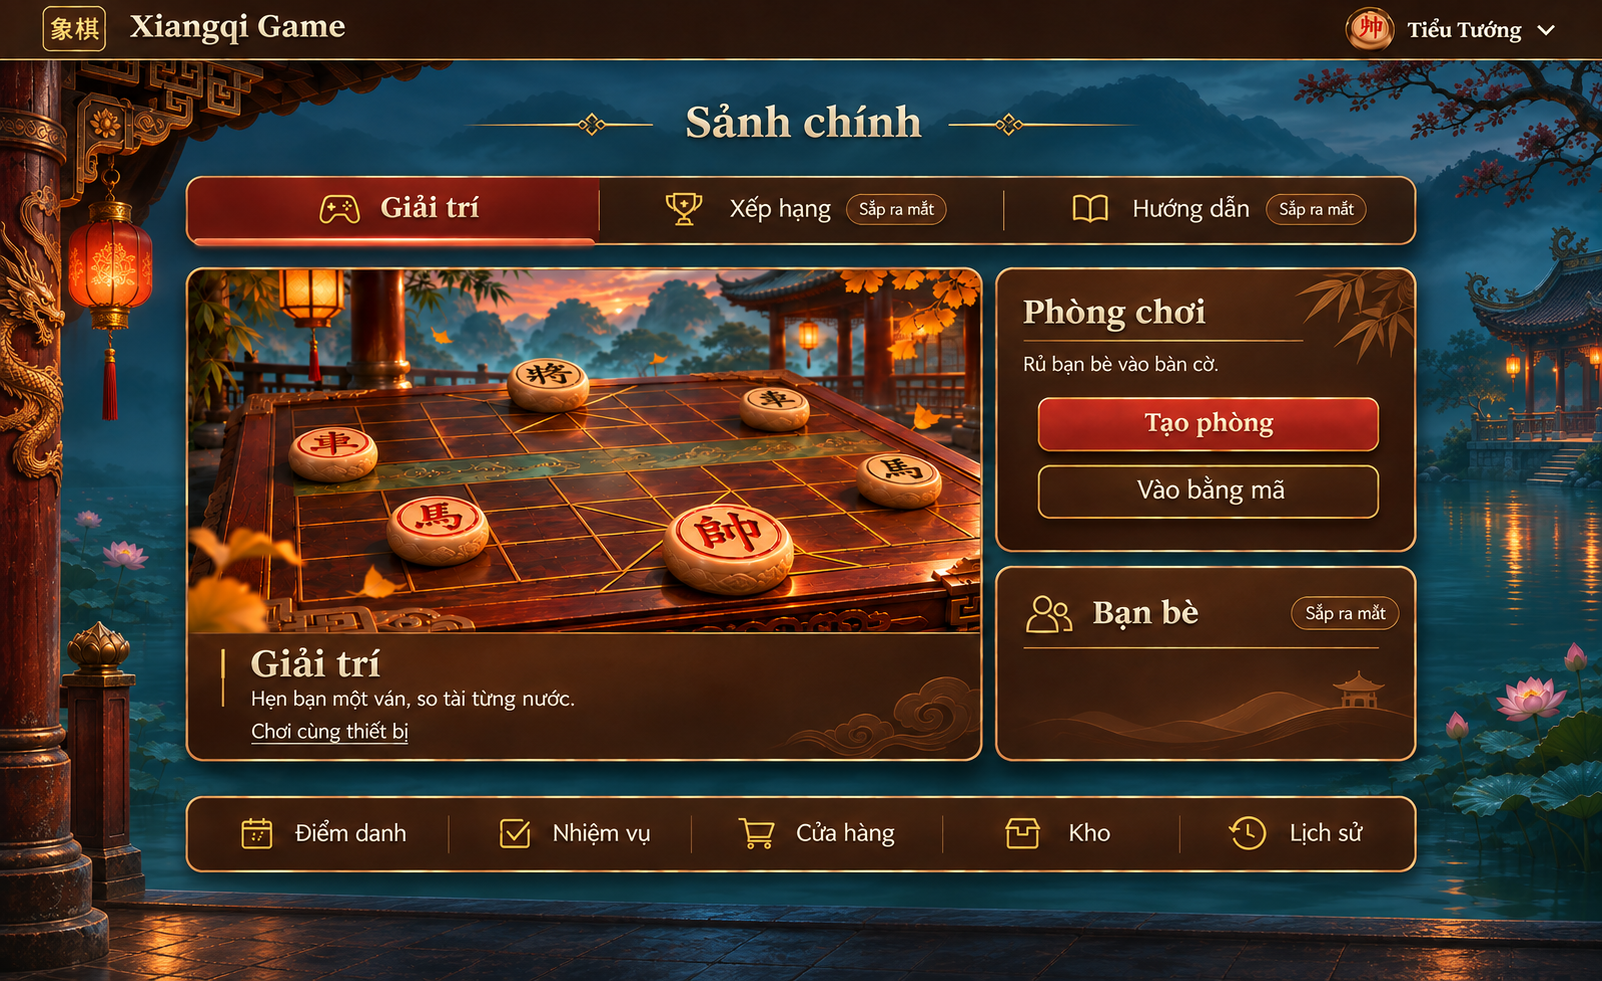 象棋 Xiangqi Game
帅 Tiểu Tướng
Sảnh chính
Giải trí
Xếp hạng Sắp ra mắt
Hướng dẫn Sắp ra mắt
將
車
車
馬
馬
帥
Giải trí
Hẹn bạn một ván, so tài từng nước.
Chơi cùng thiết bị
Phòng chơi
Rủ bạn bè vào bàn cờ.
Tạo phòng
Vào bằng mã
Bạn bè Sắp ra mắt
Điểm danh
Nhiệm vụ
Cửa hàng
Kho
Lịch sử